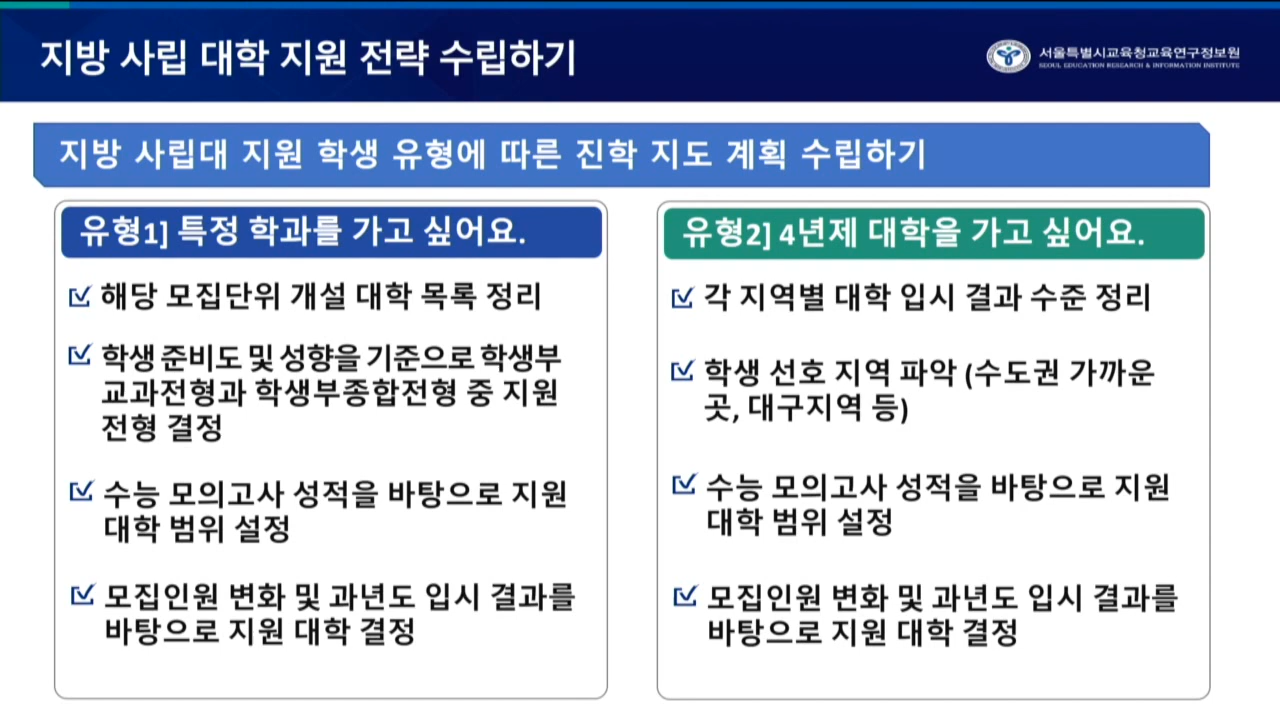 지방 사립 대학 지원 전략 수립하기
서울특별시교육청교육연구정보원
SEOUL EDUCATION RESEARCH & INFORMATION INSTITUTE
지방 사립대 지원 학생 유형에 따른 진학 지도 계획 수립하기
유형1] 특정 학과를 가고 싶어요.
해당 모집단위 개설 대학 목록 정리
학생 준비도 및 성향을 기준으로 학생부
교과전형과 학생부종합전형 중 지원
전형 결정
수능 모의고사 성적을 바탕으로 지원
대학 범위 설정
모집인원 변화 및 과년도 입시 결과를
바탕으로 지원 대학 결정
유형2] 4년제 대학을 가고 싶어요.
각 지역별 대학 입시 결과 수준 정리
학생 선호 지역 파악 (수도권 가까운
곳, 대구지역 등)
수능 모의고사 성적을 바탕으로 지원
대학 범위 설정
모집인원 변화 및 과년도 입시 결과를
바탕으로 지원 대학 결정